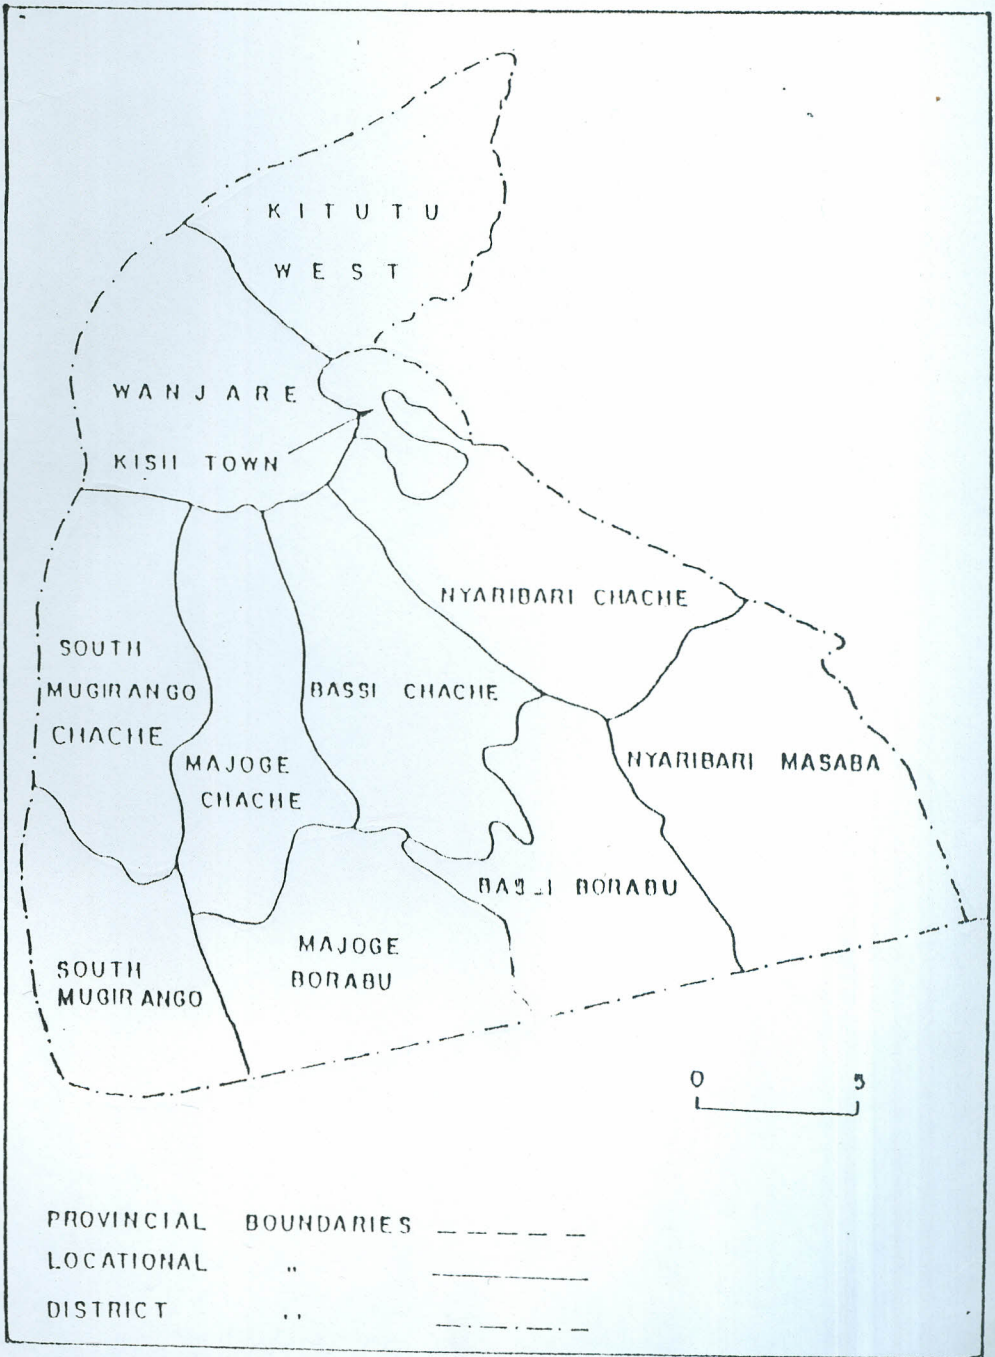 KITUTU
WEST
WANJARE
KISII TOWN
NYARIBARI CHACHE
SOUTH
MUGIRANGO
CHACHE
BASSI CHACHE
MAJOGE
CHACHE
NYARIBARI MASABA
BORABU
MAJOGE
BORABU
SOUTH
MUGIRANGO
0 5
PROVINCIAL BOUNDARIES
LOCATIONAL "
DISTRICT "